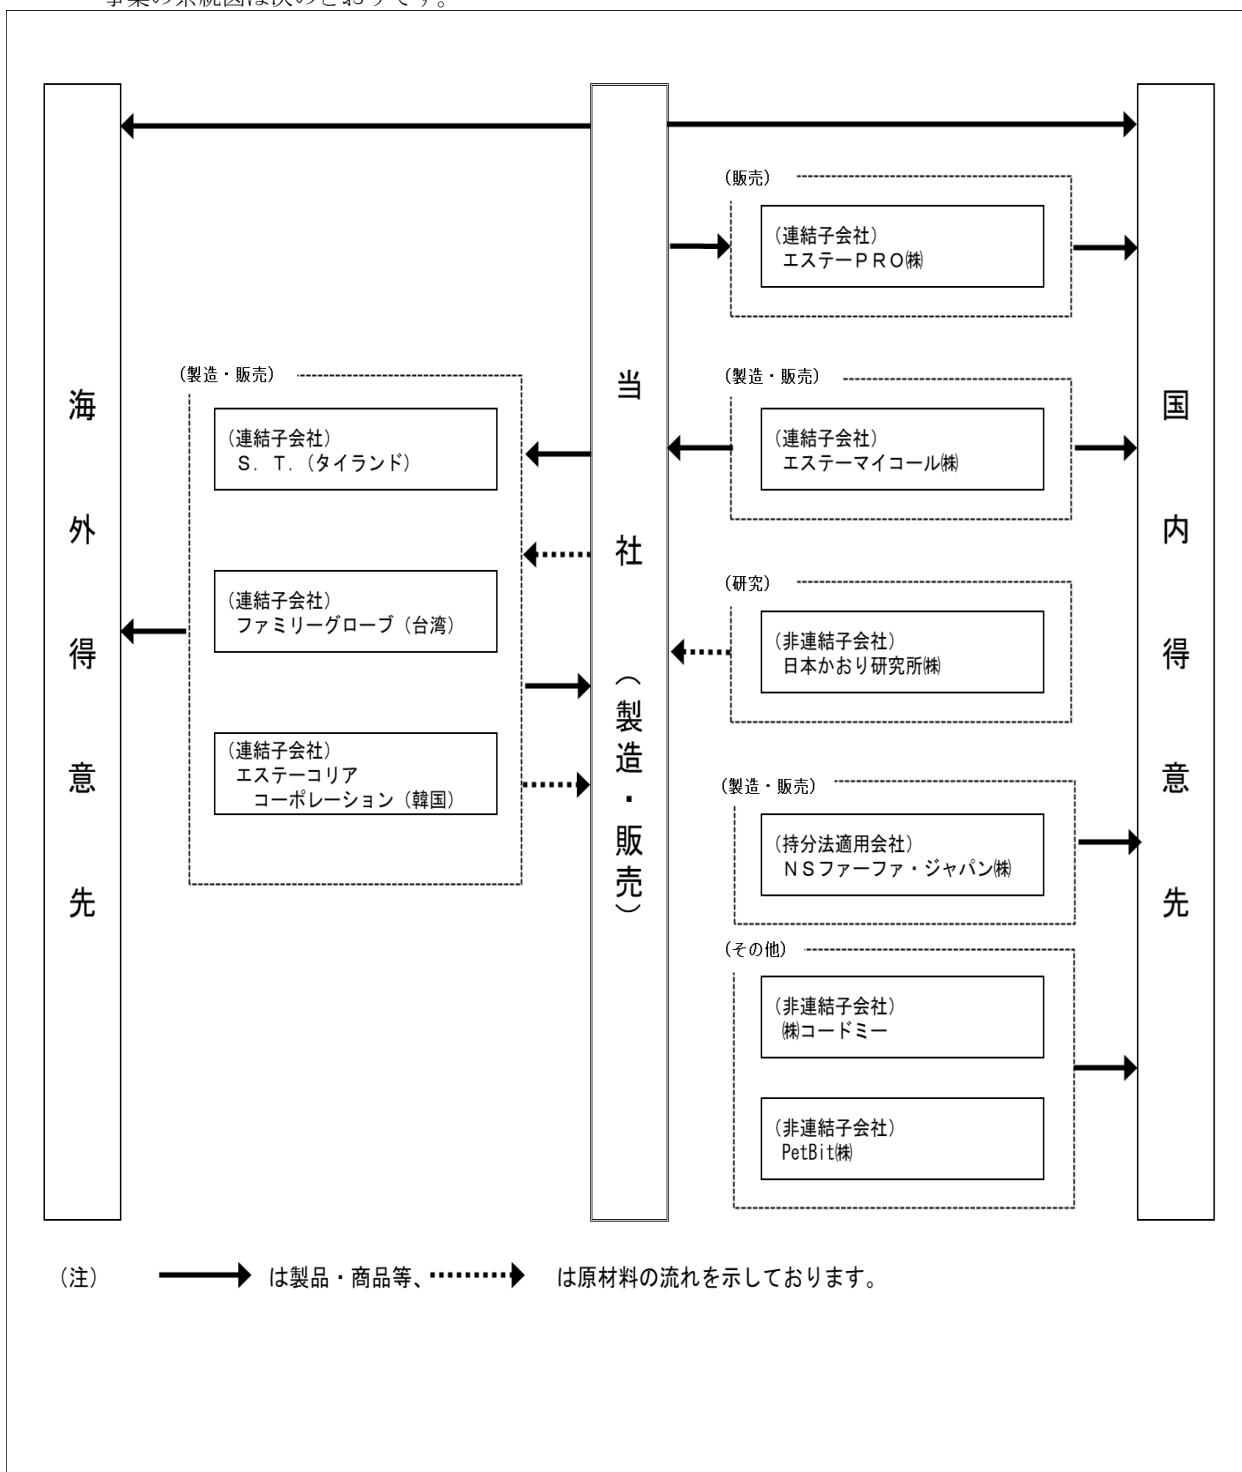 事業の系統図は次のとおりです。
海外得意先
当社（製造・販売）
国内得意先
（販売）
（連結子会社）
エステーＰＲＯ㈱
（製造・販売）
（連結子会社）
Ｓ．Ｔ．（タイランド）
（連結子会社）
ファミリーグローブ（台湾）
（連結子会社）
エステーコリア
コーポレーション（韓国）
（製造・販売）
（連結子会社）
エステーマイコール㈱
（研究）
（非連結子会社）
日本かおり研究所㈱
（製造・販売）
（持分法適用会社）
ＮＳファーファ・ジャパン㈱
（その他）
（非連結子会社）
㈱コードミー
（非連結子会社）
PetBit㈱
（注） は製品・商品等、 は原材料の流れを示しております。